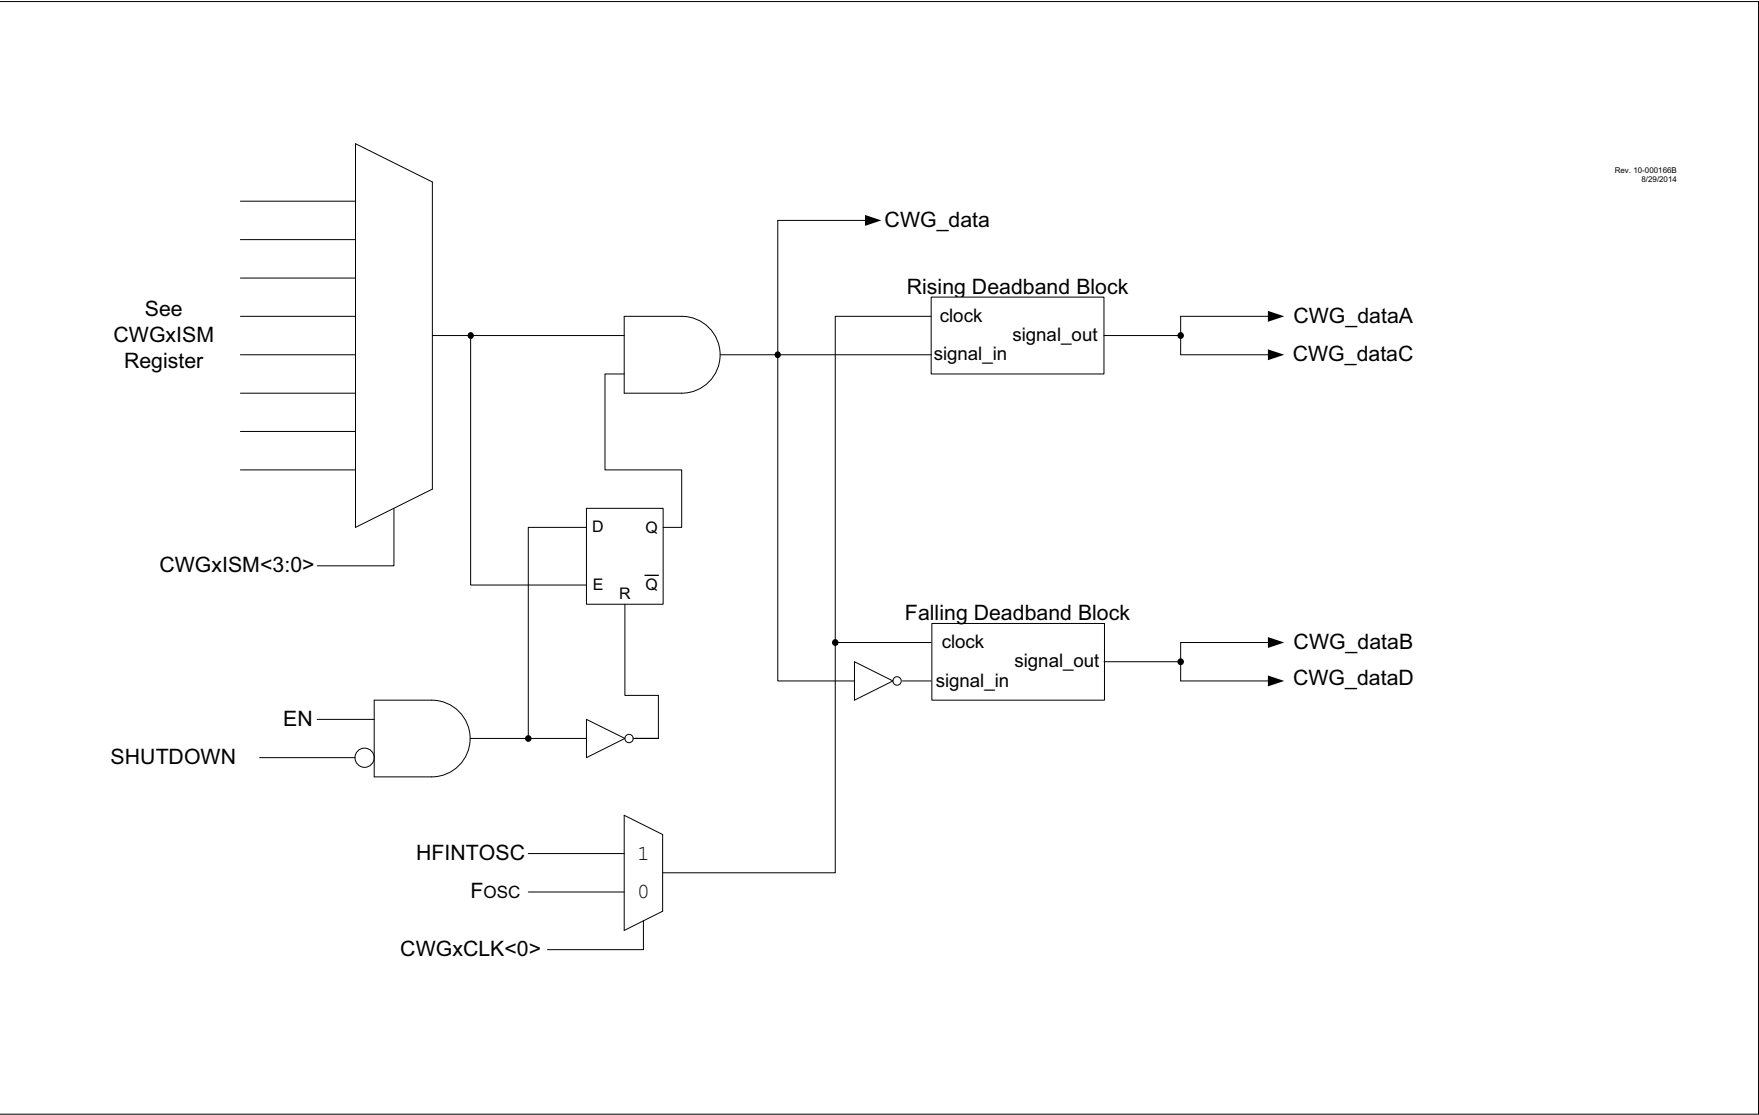 Rev. 10-000166B
8/29/2014
CWG_data
Rising Deadband Block
clock
signal_out
signal_in
CWG_dataA
CWG_dataC
See
CWGxISM
Register
CWGxISM<3:0>
D
Q
E
Q̅
R
Falling Deadband Block
clock
signal_out
signal_in
CWG_dataB
CWG_dataD
EN
SHUTDOWN
HFINTOSC
1
FOSC
0
CWGxCLK<0>